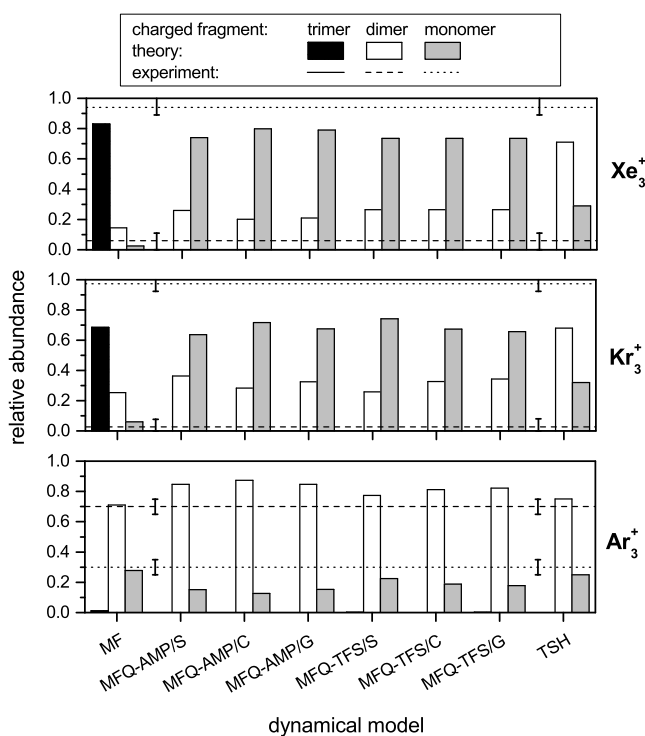 charged fragment: trimer dimer monomer
theory:
experiment:
1.0
0.8
0.6
0.4
0.2
0.0
Xe3+
1.0
0.8
0.6
0.4
0.2
0.0
Kr3+
1.0
0.8
0.6
0.4
0.2
0.0
Ar3+
relative abundance
MF
MFQ-AMP/S
MFQ-AMP/C
MFQ-AMP/G
MFQ-TFS/S
MFQ-TFS/C
MFQ-TFS/G
TSH
dynamical model